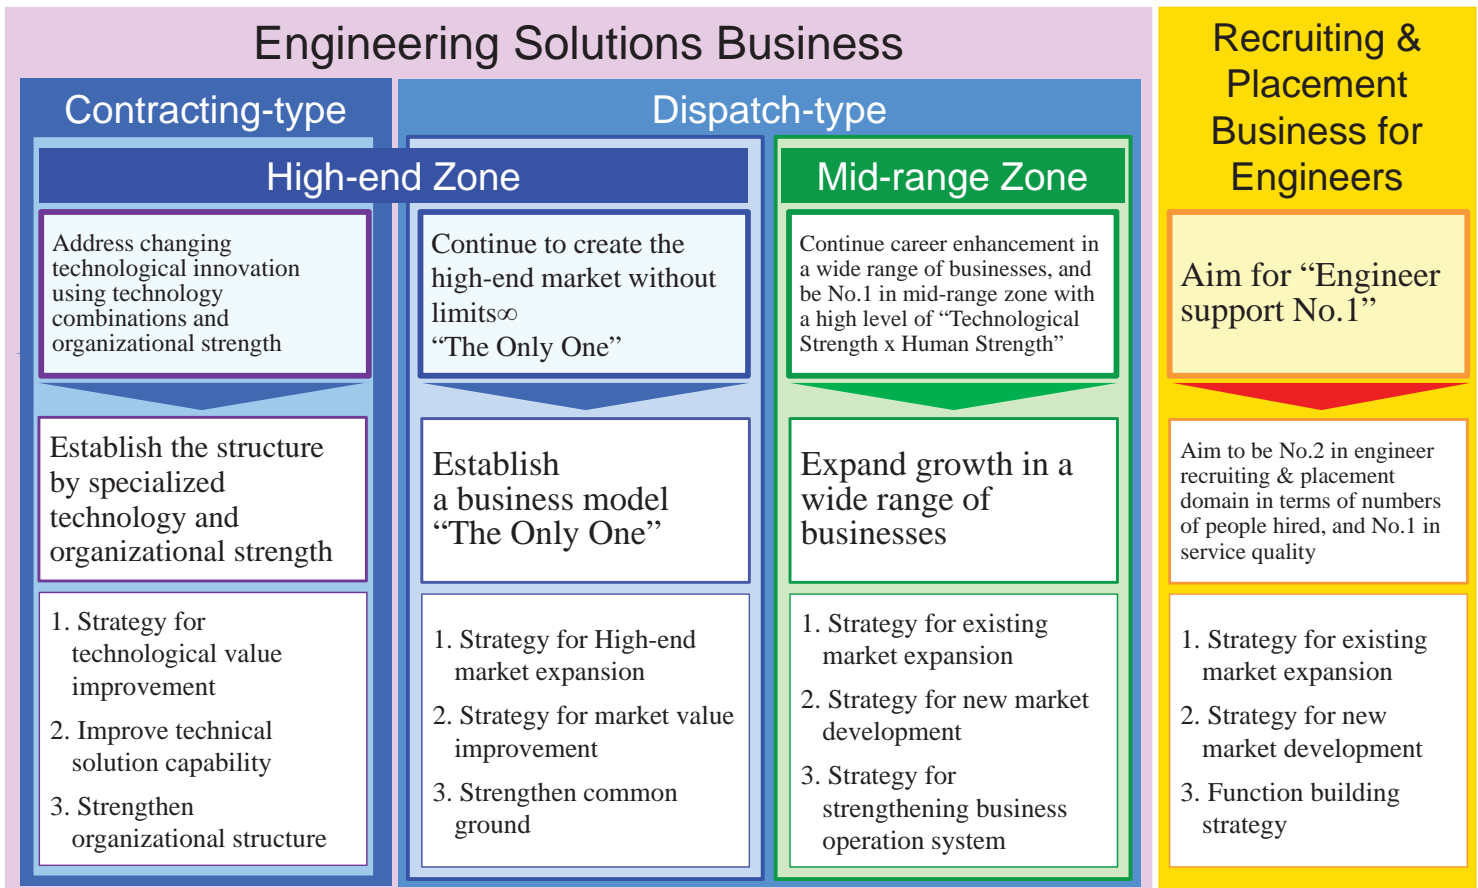 Engineering Solutions Business
Contracting-type
Dispatch-type
High-end Zone
Mid-range Zone
Address changing
technological innovation
using technology
combinations and
organizational strength
Establish the structure
by specialized
technology and
organizational strength
1. Strategy for
technological value
improvement
2. Improve technical
solution capability
3. Strengthen
organizational structure
Continue to create the
high-end market without
limits∞
“The Only One”
Establish
a business model
“The Only One”
1. Strategy for High-end
market expansion
2. Strategy for market value
improvement
3. Strengthen common
ground
Continue career enhancement in
a wide range of businesses, and
be No.1 in mid-range zone with
a high level of “Technological
Strength x Human Strength”
Expand growth in a
wide range of
businesses
1. Strategy for existing
market expansion
2. Strategy for new market
development
3. Strategy for
strengthening business
operation system
Recruiting &
Placement
Business for
Engineers
Aim for “Engineer
support No.1”
Aim to be No.2 in engineer
recruiting & placement
domain in terms of numbers
of people hired, and No.1 in
service quality
1. Strategy for existing
market expansion
2. Strategy for new
market development
3. Function building
strategy